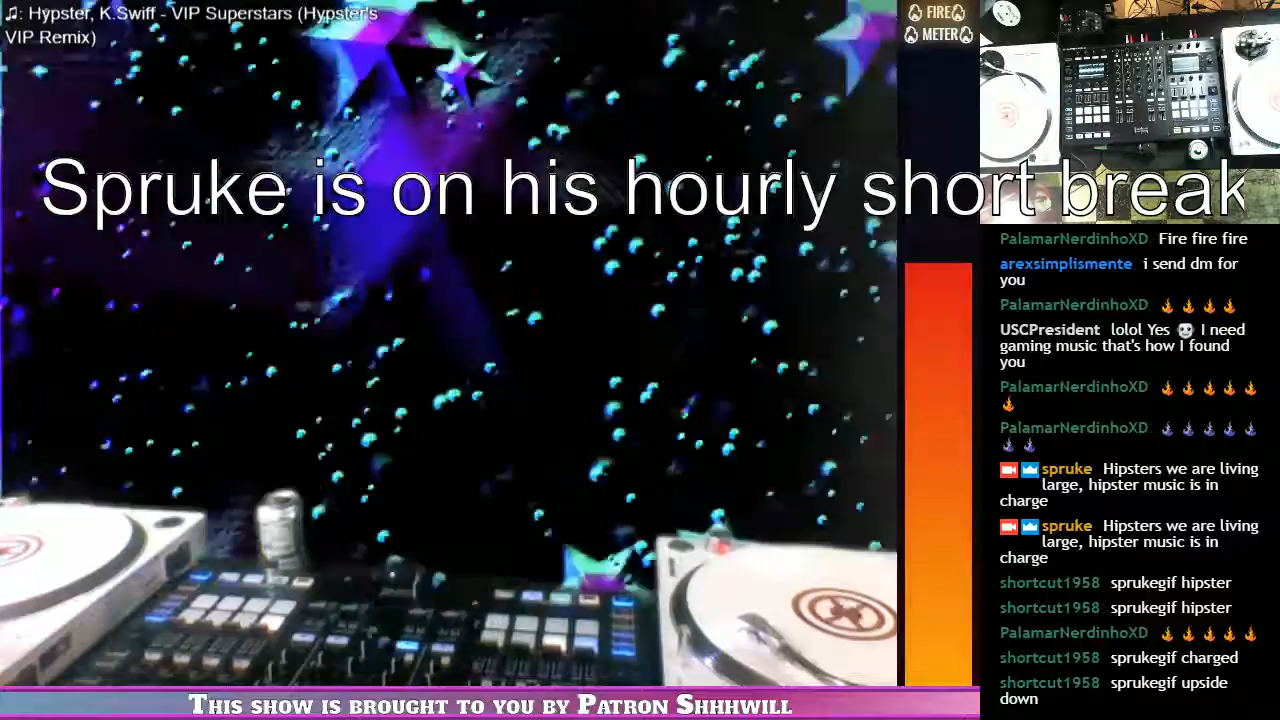 ♫: Hypster, K.Swiff - VIP Superstars (Hypster's
VIP Remix)
🔥 FIRE🔥
🔥 METER🔥
Spruke is on his hourly short break
PalamarNerdinhoXD Fire fire fire
arexsimplismente i send dm for
you
PalamarNerdinhoXD 🔥 🔥 🔥 🔥
USCPresident lolol Yes 💀 I need
gaming music that's how I found
you
PalamarNerdinhoXD 🔥 🔥 🔥 🔥 🔥
🔥
PalamarNerdinhoXD
spruke Hipsters we are living
large, hipster music is in
charge
spruke Hipsters we are living
large, hipster music is in
charge
shortcut1958 sprukegif hipster
shortcut1958 sprukegif hipster
PalamarNerdinhoXD 🔥 🔥 🔥 🔥 🔥
shortcut1958 sprukegif charged
shortcut1958 sprukegif upside
down
THIS SHOW IS BROUGHT TO YOU BY PATRON SHHHWILL